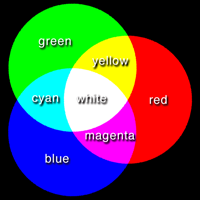 green
yellow
cyan white red
magenta
blue